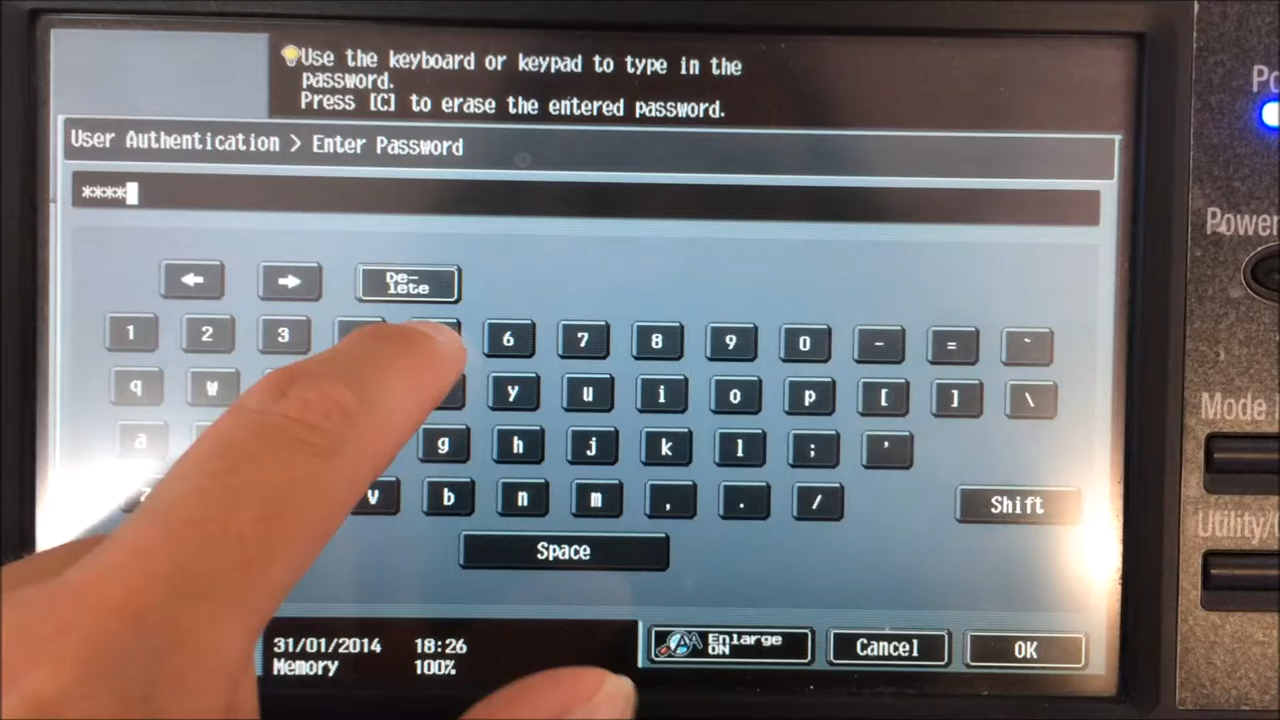 Use the keyboard or keypad to type in the
password.
Press [C] to erase the entered password.
User Authentication > Enter Password
****
← → De-
lete
1 2 3 6 7 8 9 0 - = `
q w y u i o p [ ] \
a g h j k l ; '
z v b n m , . / Shift
Space
31/01/2014 18:26
Memory 100%
Enlarge
ON
Cancel OK
Power
Mode
Utility/